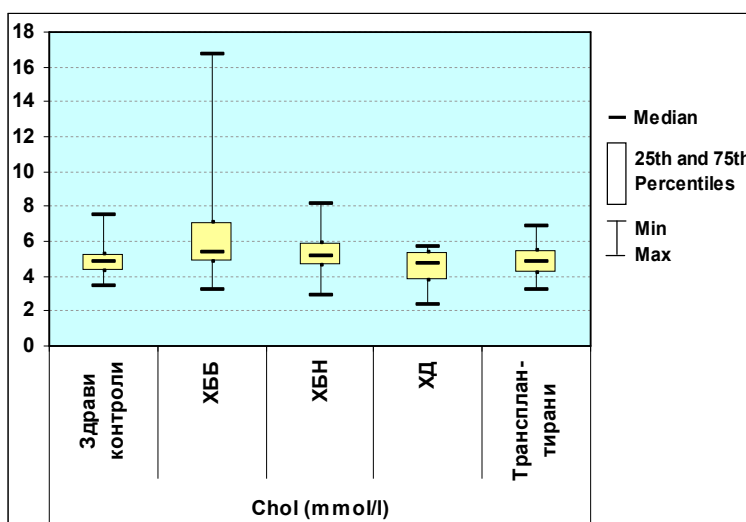 18
16
14
12
10
8
6
4
2
0
Здрави
контроли
ХББ
ХБН
ХД
Трансплан-
тирани
Chol (mmol/l)
Median
25th and 75th
Percentiles
Min
Max